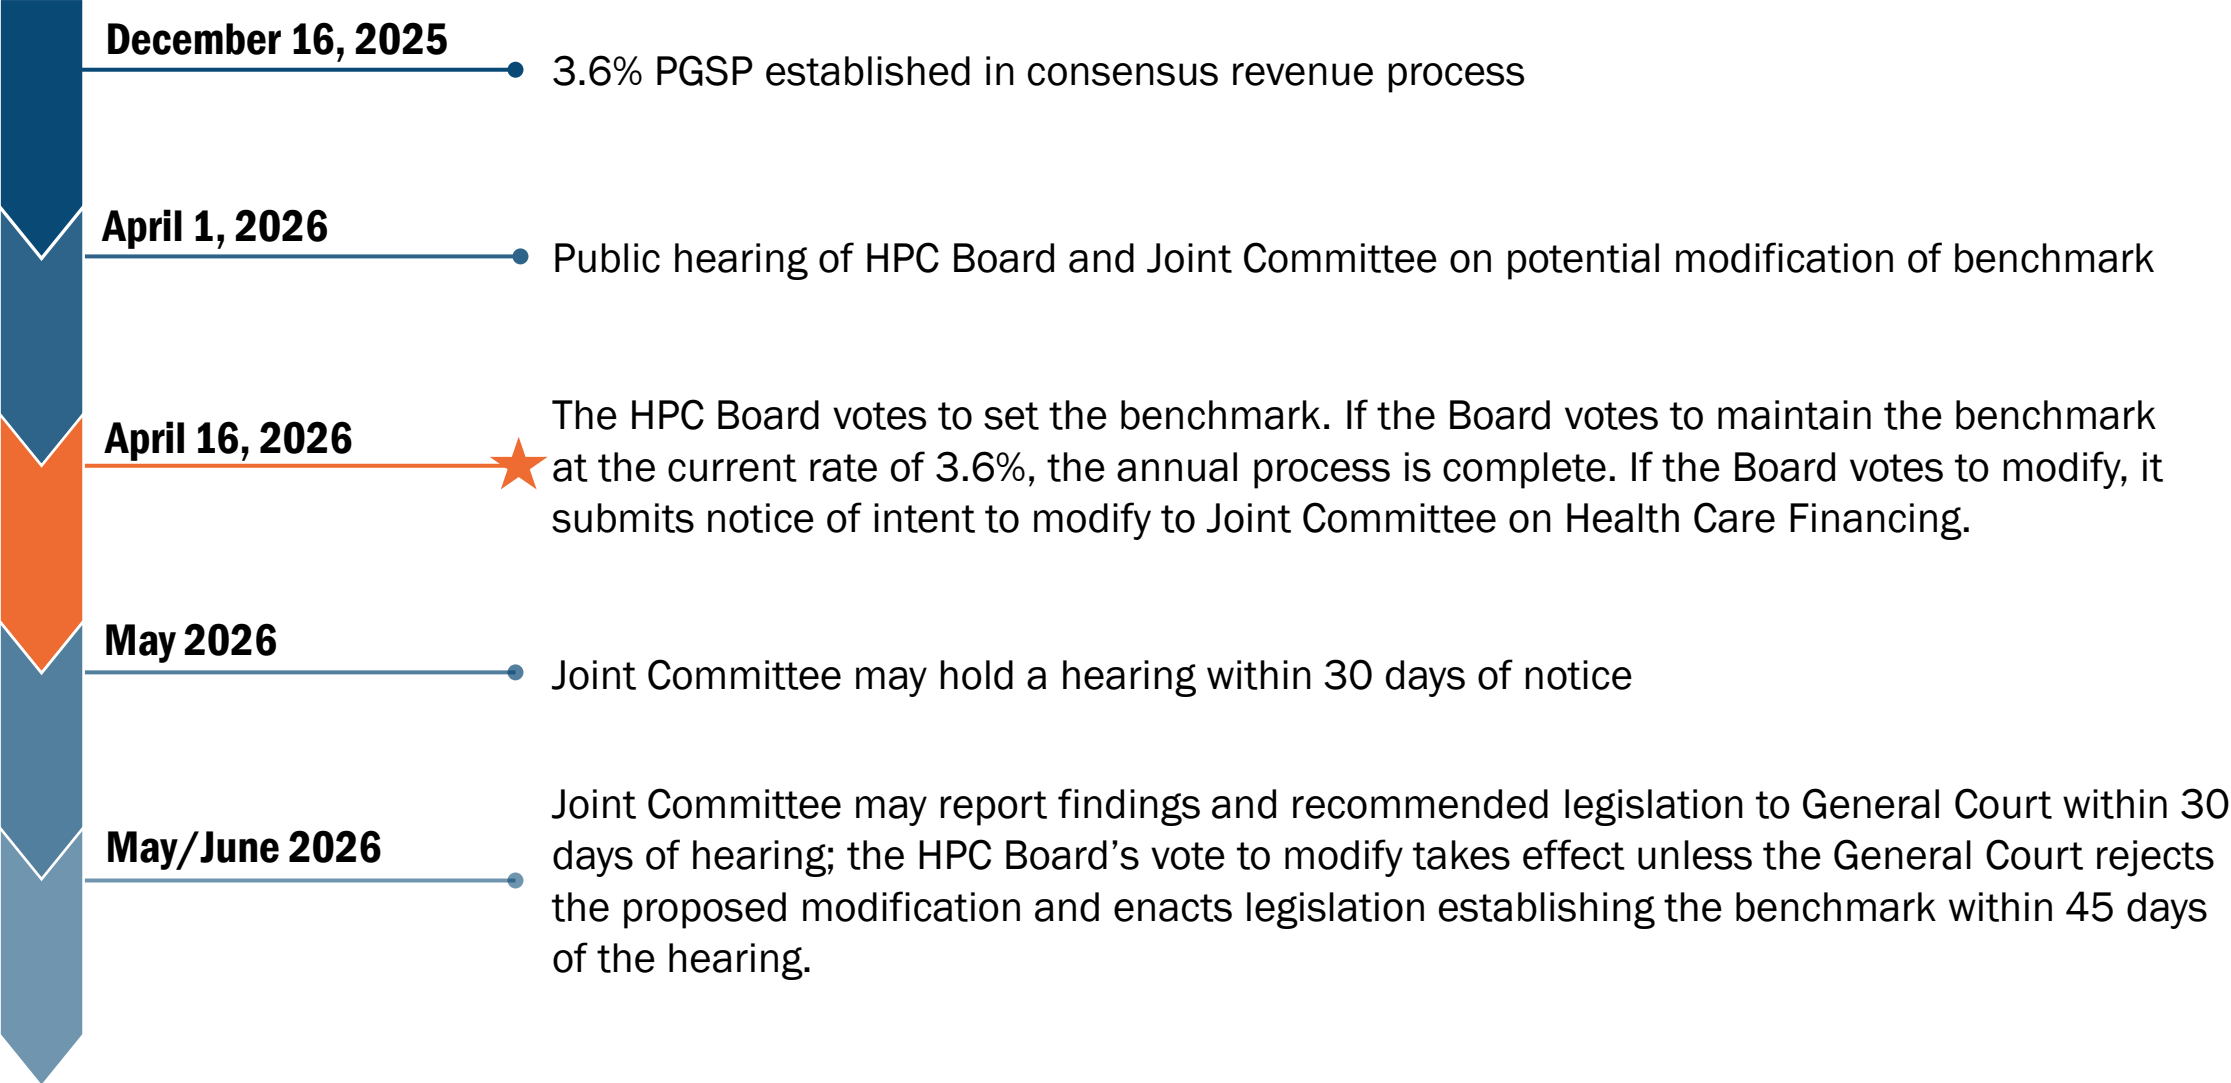 December 16, 2025
3.6% PGSP established in consensus revenue process
April 1, 2026
Public hearing of HPC Board and Joint Committee on potential modification of benchmark
April 16, 2026
The HPC Board votes to set the benchmark. If the Board votes to maintain the benchmark
at the current rate of 3.6%, the annual process is complete. If the Board votes to modify, it
submits notice of intent to modify to Joint Committee on Health Care Financing.
May 2026
Joint Committee may hold a hearing within 30 days of notice
May/June 2026
Joint Committee may report findings and recommended legislation to General Court within 30
days of hearing; the HPC Board’s vote to modify takes effect unless the General Court rejects
the proposed modification and enacts legislation establishing the benchmark within 45 days
of the hearing.